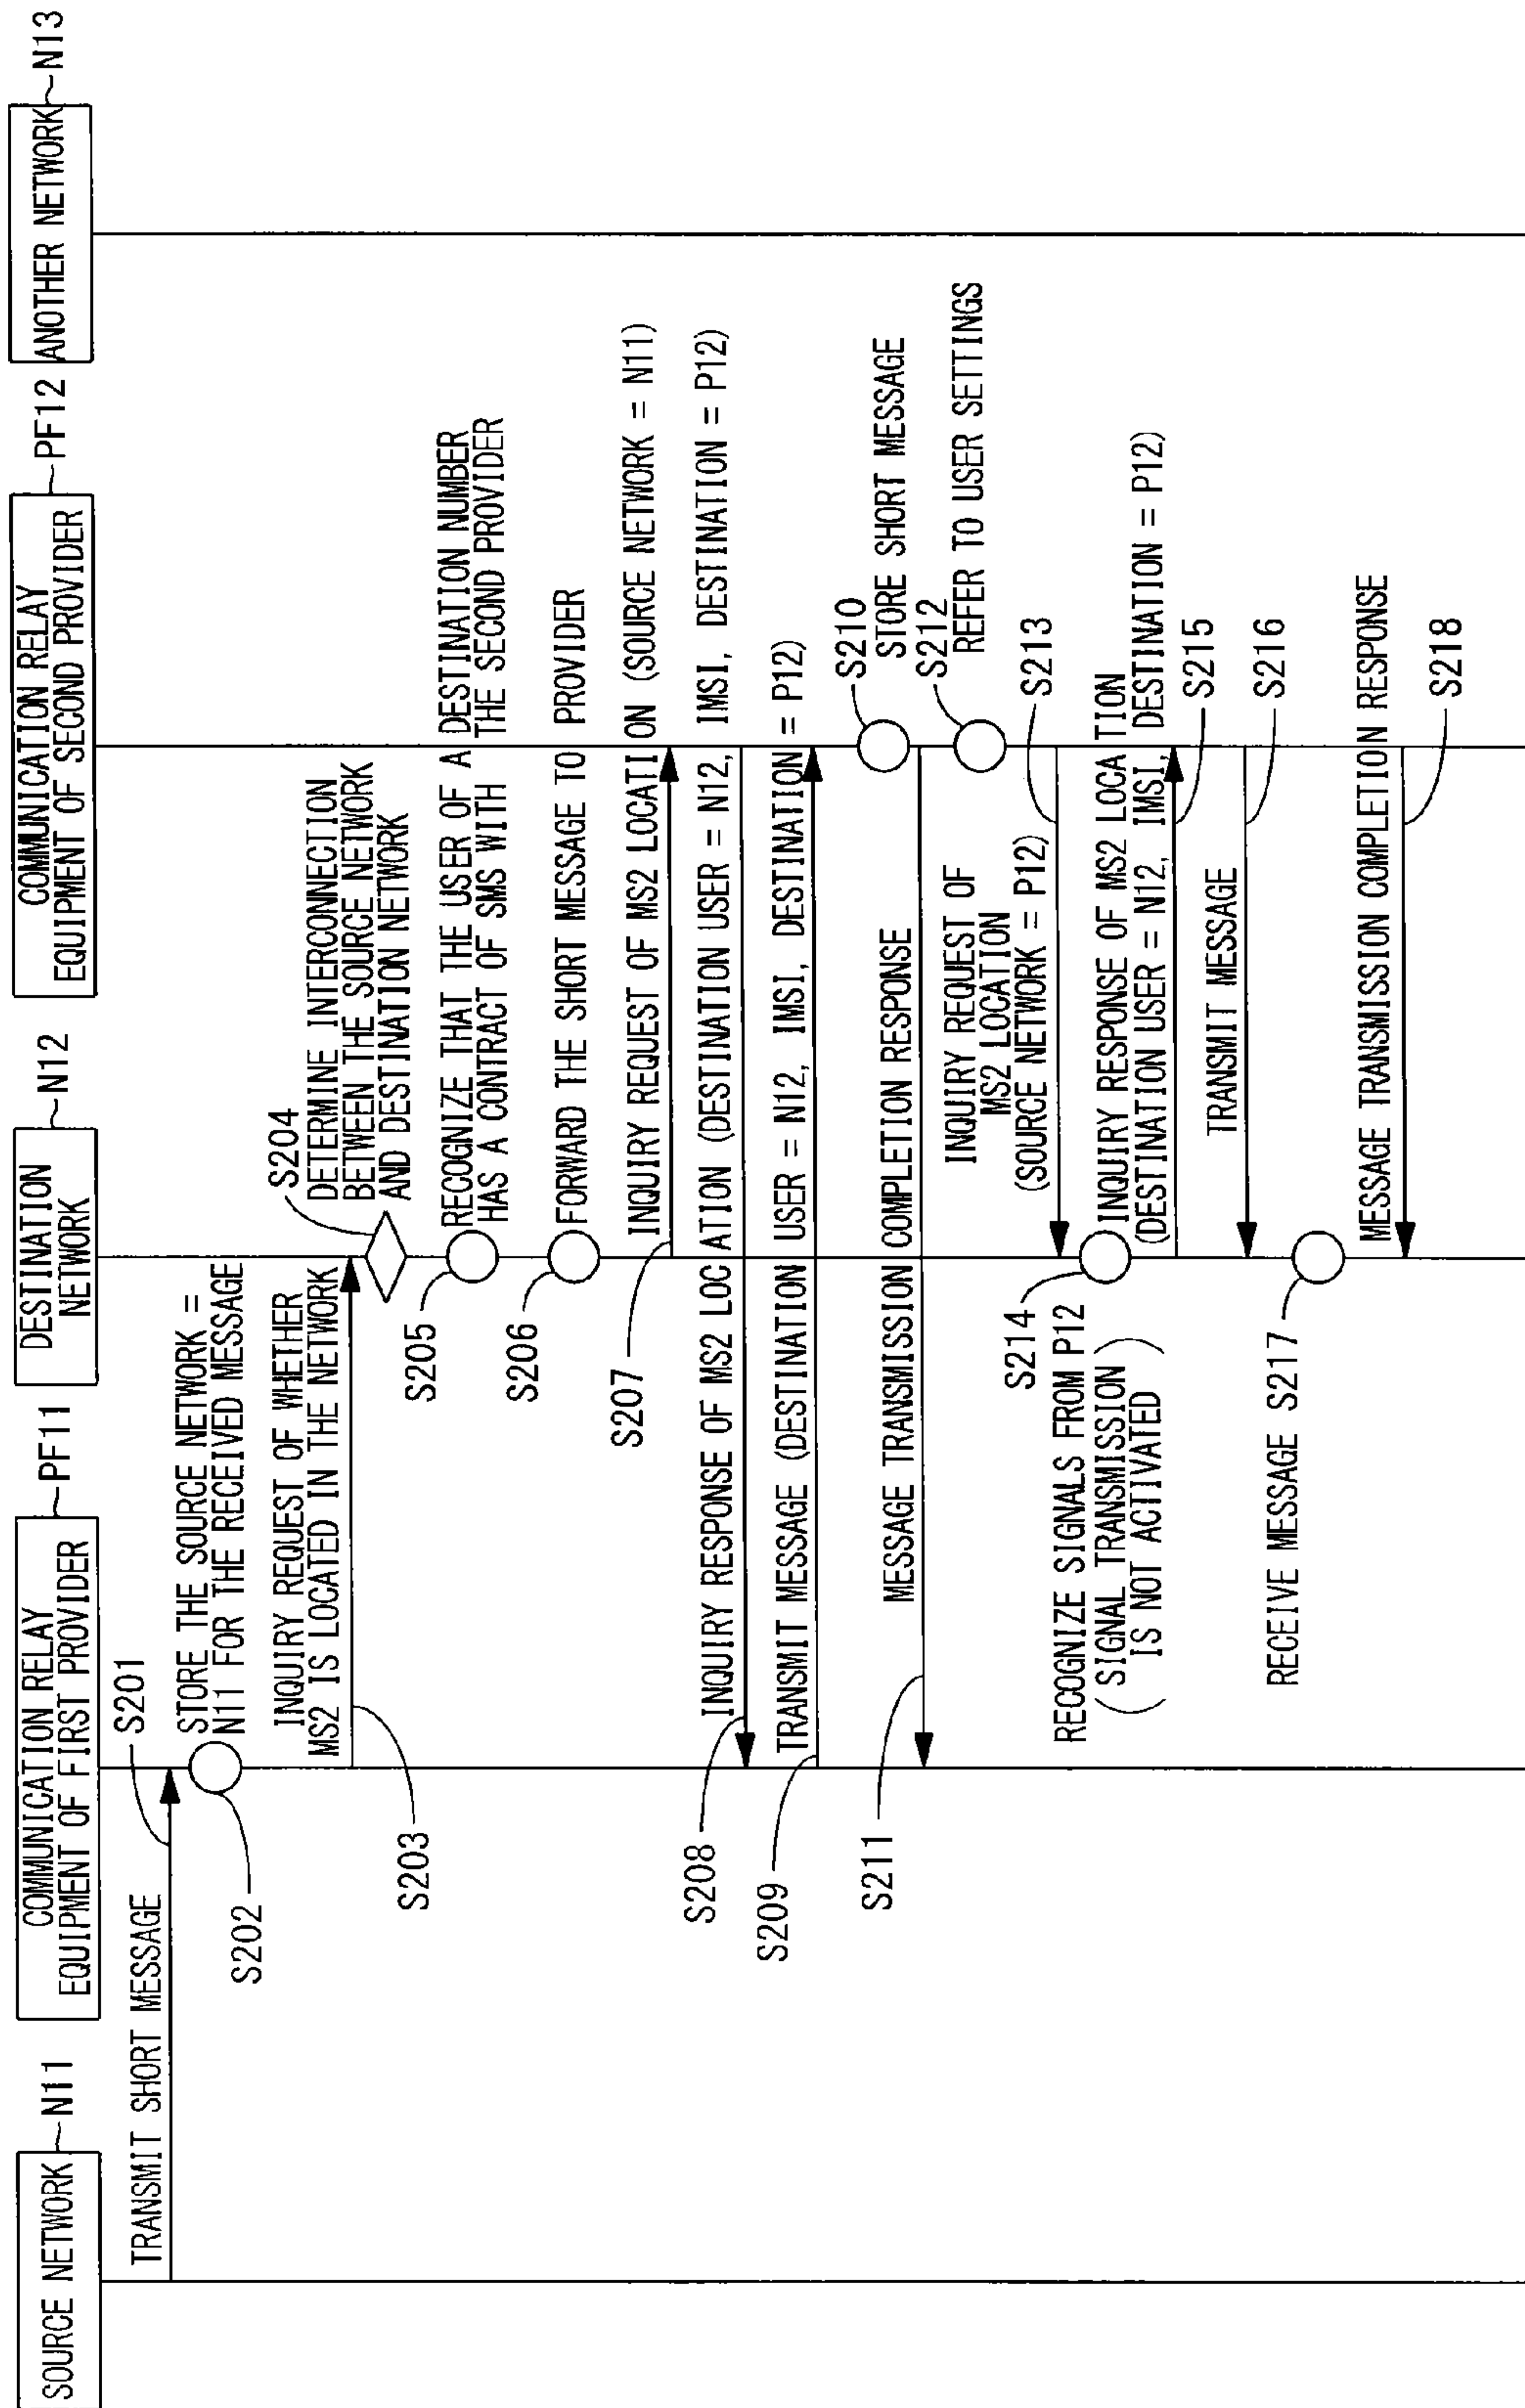 SOURCE NETWORK
N11
COMMUNICATION RELAY
EQUIPMENT OF FIRST PROVIDER
PF11
DESTINATION
NETWORK
N12
COMMUNICATION RELAY
EQUIPMENT OF SECOND PROVIDER
PF12
ANOTHER NETWORK
N13
TRANSMIT SHORT MESSAGE
S201
S202
STORE THE SOURCE NETWORK =
N11 FOR THE RECEIVED MESSAGE
INQUIRY REQUEST OF WHETHER
MS2 IS LOCATED IN THE NETWORK
S203
S204
DETERMINE INTERCONNECTION
BETWEEN THE SOURCE NETWORK
AND DESTINATION NETWORK
S205
RECOGNIZE THAT THE USER OF A DESTINATION NUMBER
HAS A CONTRACT OF SMS WITH THE SECOND PROVIDER
S206
FORWARD THE SHORT MESSAGE TO PROVIDER
S207
INQUIRY REQUEST OF MS2 LOCATI ON (SOURCE NETWORK = N11)
S208
INQUIRY RESPONSE OF MS2 LOC ATION (DESTINATION USER = N12, IMSI, DESTINATION = P12)
S209
TRANSMIT MESSAGE (DESTINATION USER = N12, IMSI, DESTINATION = P12)
S210
STORE SHORT MESSAGE
S211
MESSAGE TRANSMISSION COMPLETION RESPONSE
S212
REFER TO USER SETTINGS
INQUIRY REQUEST OF
MS2 LOCATION
(SOURCE NETWORK = P12)
S213
S214
RECOGNIZE SIGNALS FROM P12
(SIGNAL TRANSMISSION
IS NOT ACTIVATED)
INQUIRY RESPONSE OF MS2 LOCA TION
(DESTINATION USER = N12, IMSI, DESTINATION = P12)
S215
TRANSMIT MESSAGE
S216
RECEIVE MESSAGE S217
MESSAGE TRANSMISSION COMPLETION RESPONSE
S218